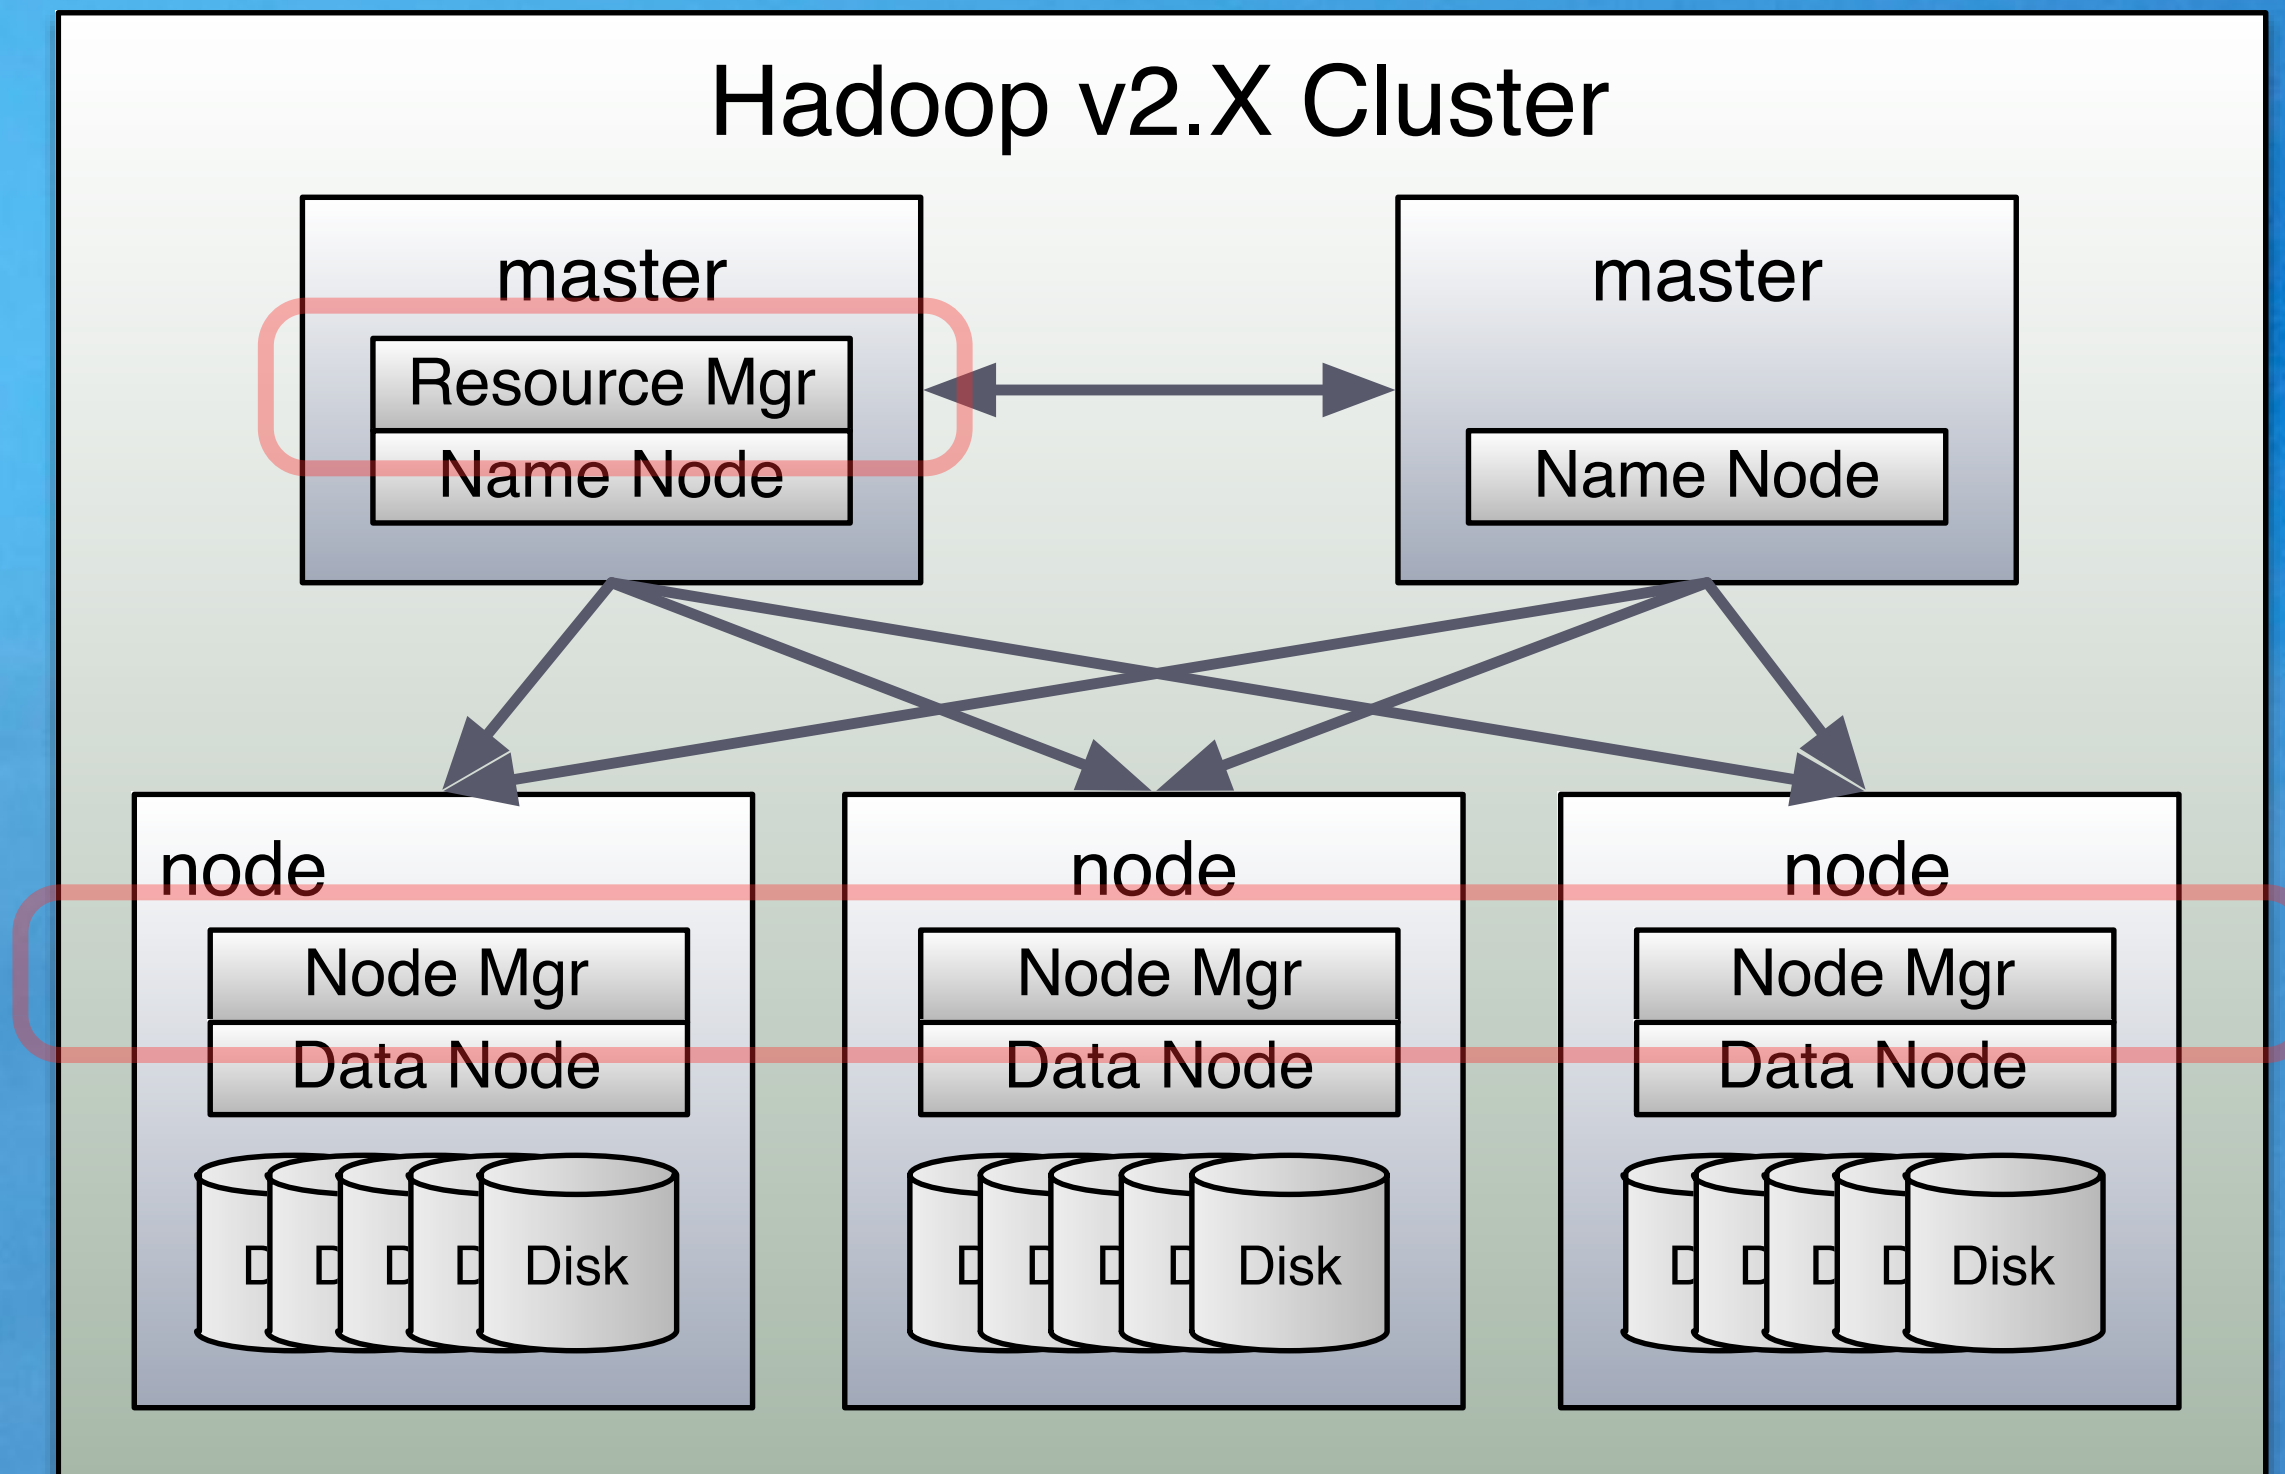 Hadoop v2.X Cluster
master
master
Resource Mgr
Name Node
Name Node
node
node
node
Node Mgr
Node Mgr
Node Mgr
Data Node
Data Node
Data Node
D D D D Disk
D D D D Disk
D D D D Disk